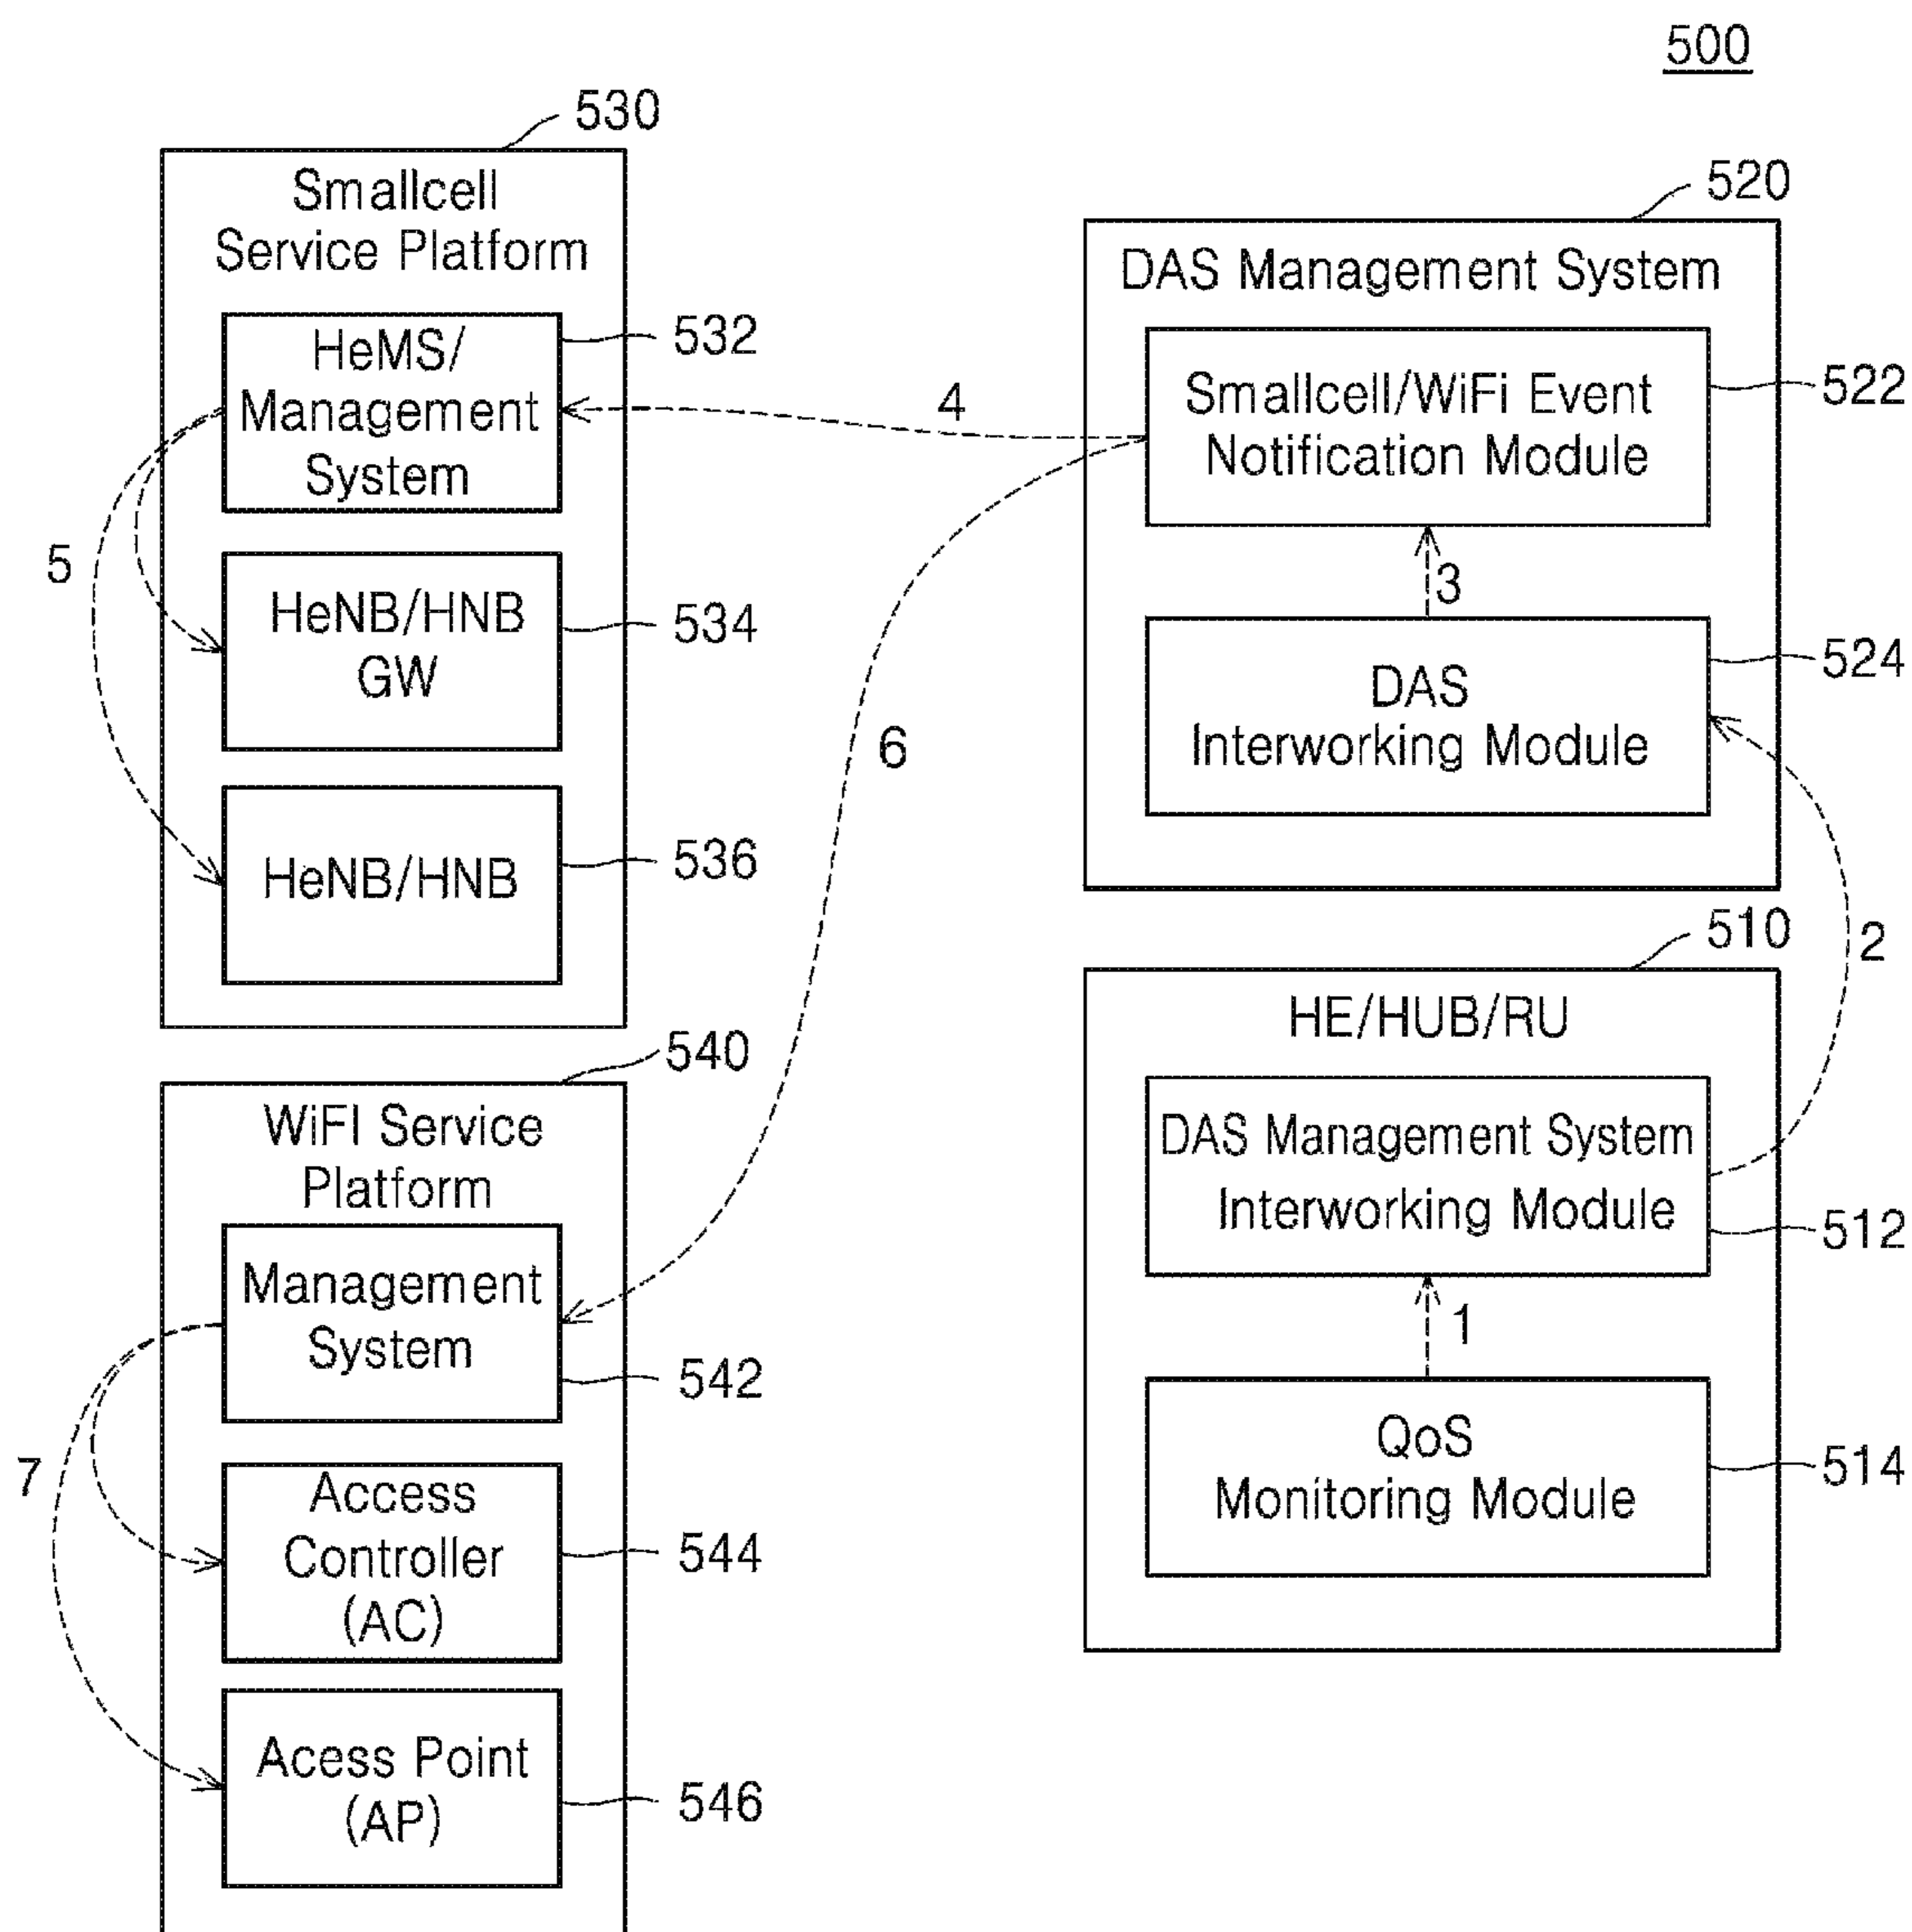 500
530
Smallcell
Service Platform
HeMS/
Management
System
532
5
HeNB/HNB
GW
534
HeNB/HNB
536
4
6
520
DAS Management System
Smallcell/WiFi Event
Notification Module
522
3
DAS
Interworking Module
524
2
510
HE/HUB/RU
DAS Management System
Interworking Module
512
1
QoS
Monitoring Module
514
540
WiFI Service
Platform
Management
System
542
7
Access
Controller
(AC)
544
Acess Point
(AP)
546